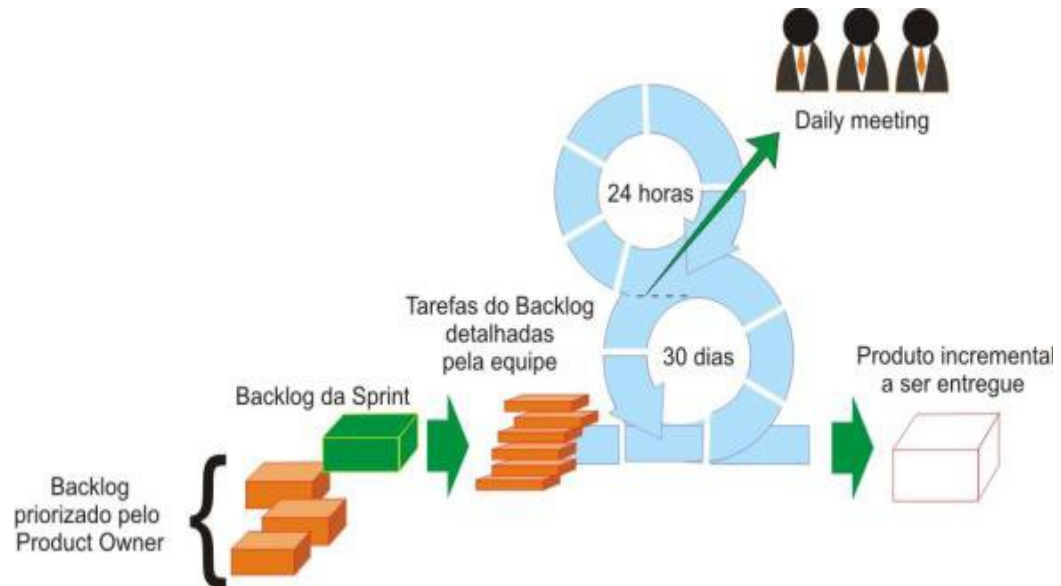 Daily meeting
24 horas
Tarefas do Backlog
detalhadas
pela equipe
30 dias
Produto incremental
a ser entregue
Backlog da Sprint
Backlog
priorizado pelo
Product Owner